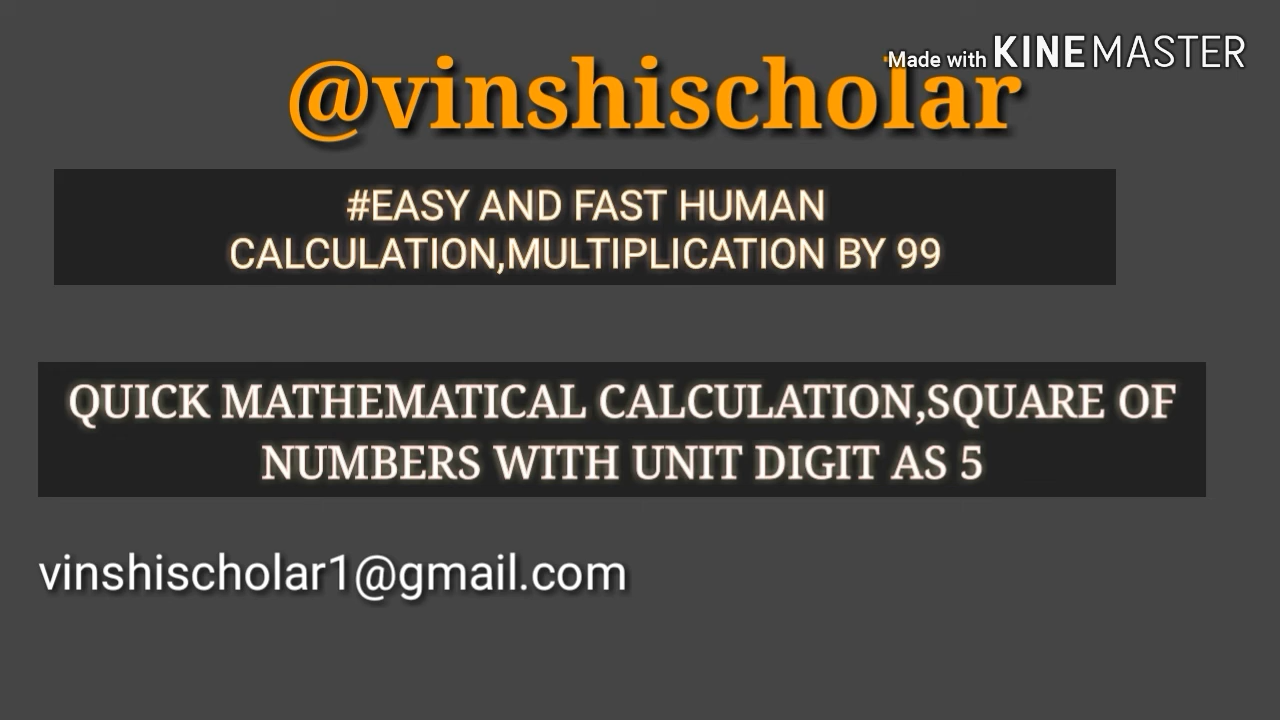 Made with KINEMASTER
@vinshischolar
#EASY AND FAST HUMAN
CALCULATION,MULTIPLICATION BY 99
QUICK MATHEMATICAL CALCULATION,SQUARE OF
NUMBERS WITH UNIT DIGIT AS 5
vinshischolar1@gmail.com